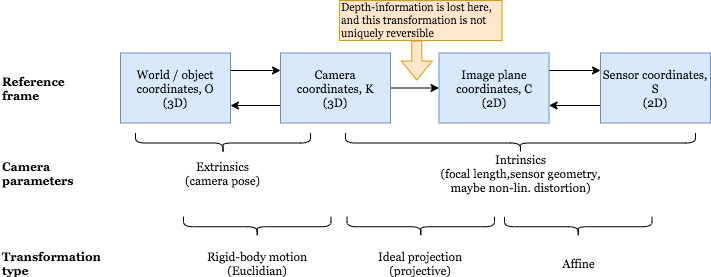 Depth-information is lost here,
and this transformation is not
uniquely reversible
Reference
frame
World / object
coordinates, O
(3D)
Camera
coordinates, K
(3D)
Image plane
coordinates, C
(2D)
Sensor coordinates,
S
(2D)
Camera
parameters
Extrinsics
(camera pose)
Intrinsics
(focal length,sensor geometry,
maybe non-lin. distortion)
Transformation
type
Rigid-body motion
(Euclidian)
Ideal projection
(projective)
Affine